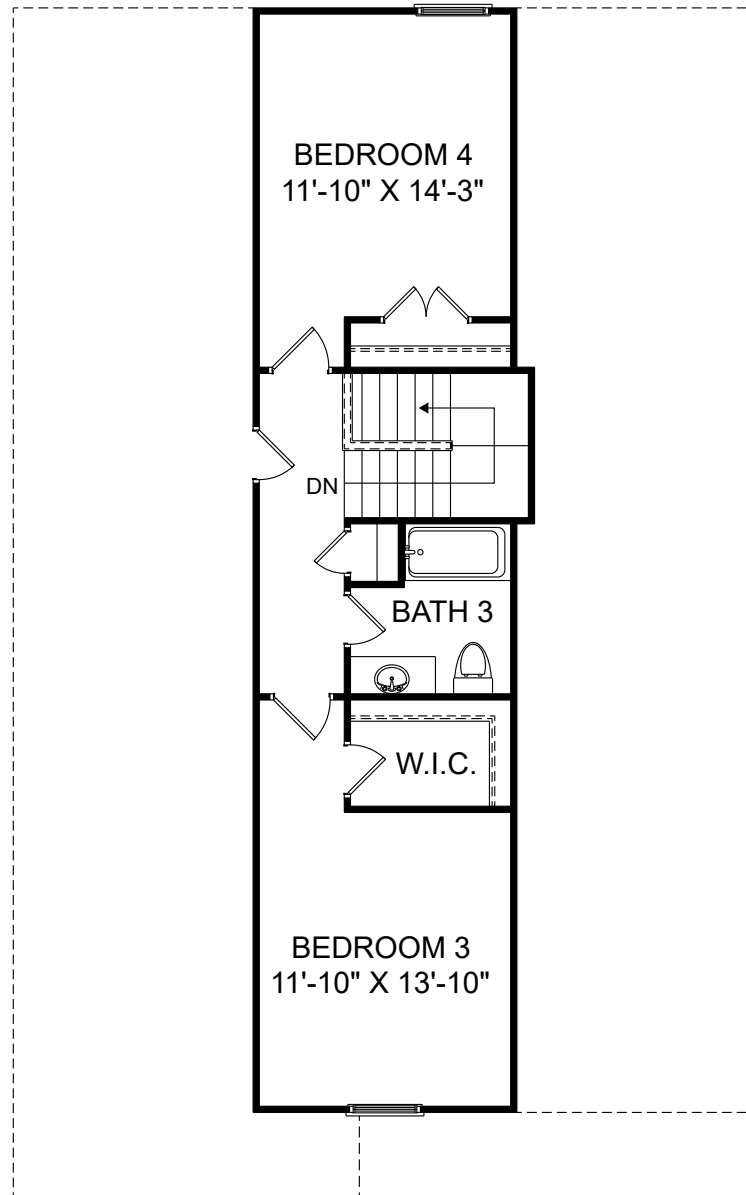 BEDROOM 4
11'-10" X 14'-3"
DN
BATH 3
W.I.C.
BEDROOM 3
11'-10" X 13'-10"